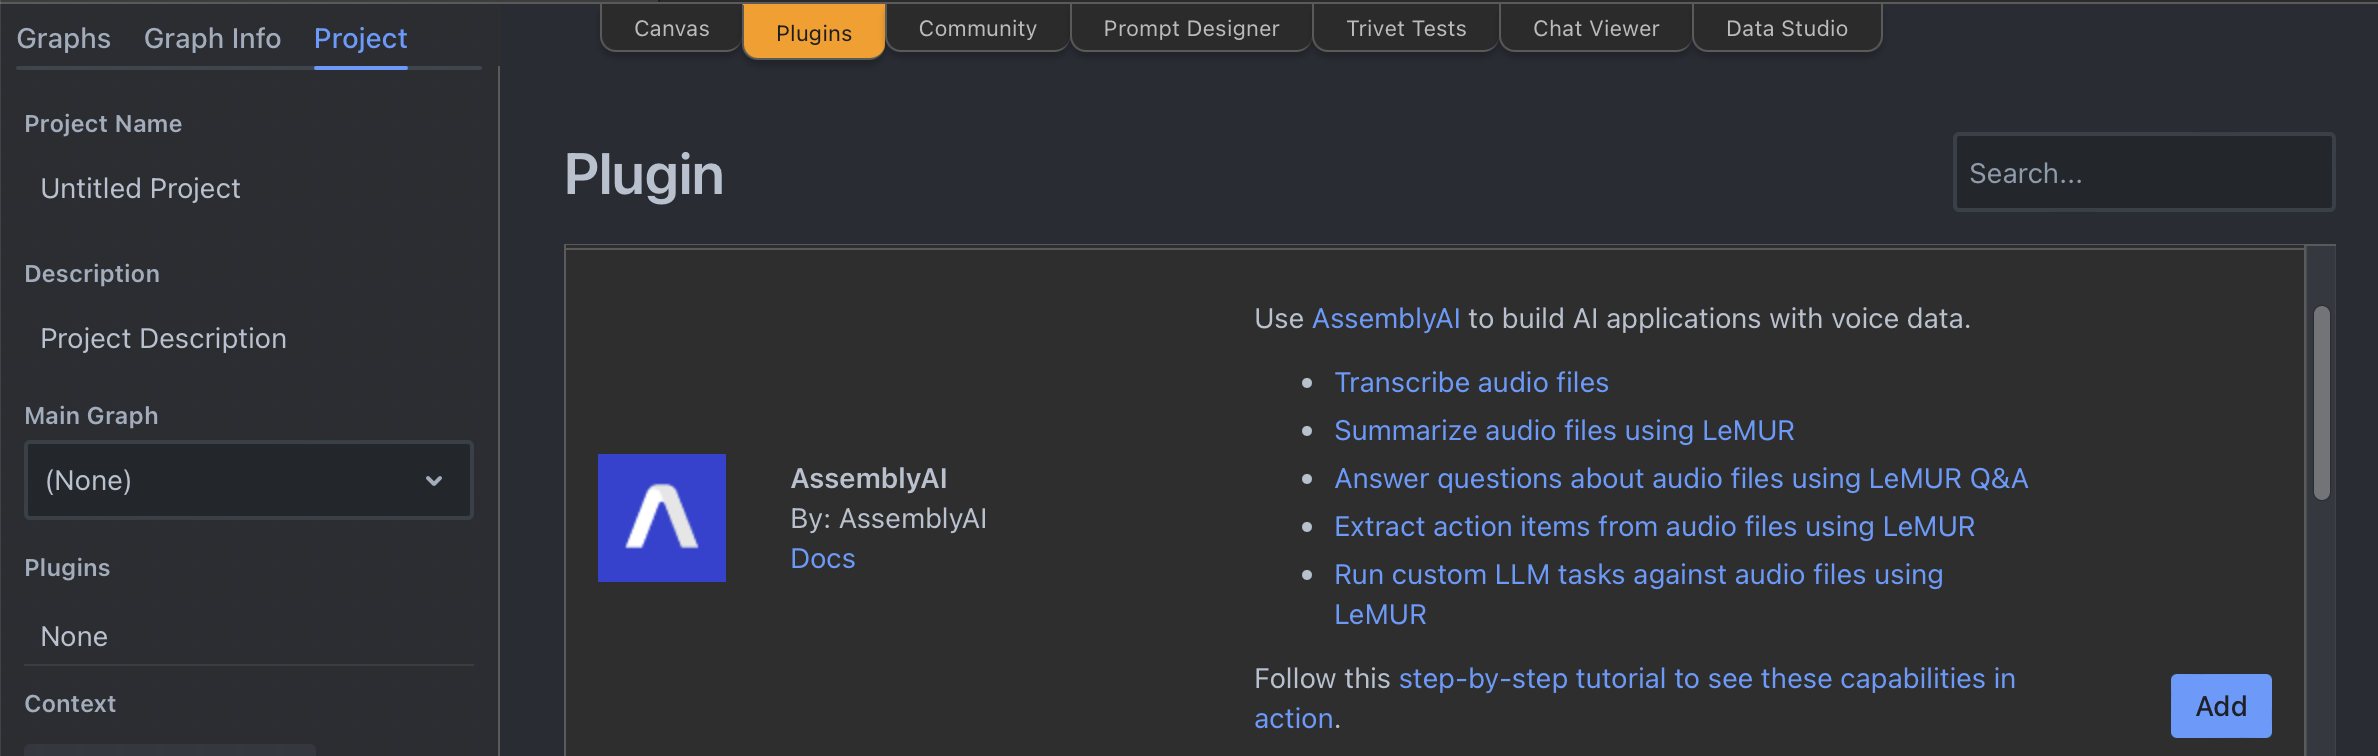 Graphs Graph Info Project
Canvas Plugins Community Prompt Designer Trivet Tests Chat Viewer Data Studio
Project Name
Untitled Project
Description
Project Description
Main Graph
(None)
Plugins
None
Context
Plugin
Search...
AssemblyAI
By: AssemblyAI
Docs
Use AssemblyAI to build AI applications with voice data.
• Transcribe audio files
• Summarize audio files using LeMUR
• Answer questions about audio files using LeMUR Q&A
• Extract action items from audio files using LeMUR
• Run custom LLM tasks against audio files using
LeMUR
Follow this step-by-step tutorial to see these capabilities in
action.
Add